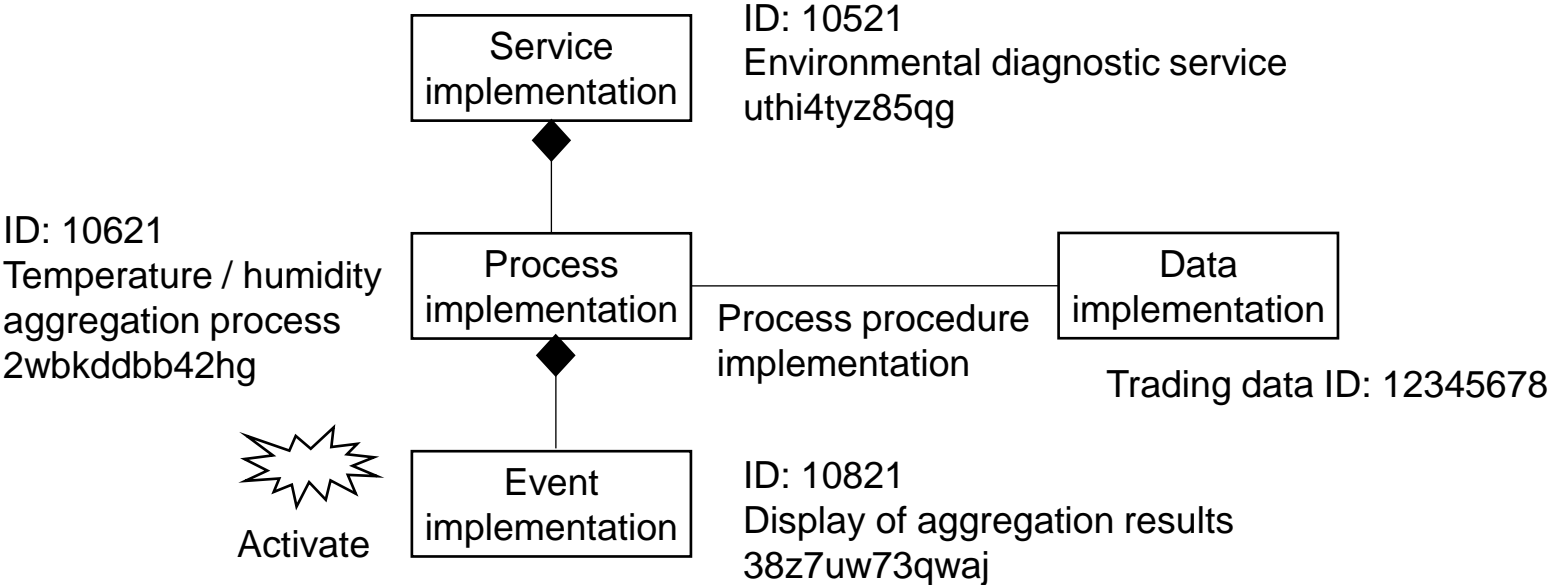 Service
implementation
ID: 10521
Environmental diagnostic service
uthi4tyz85qg
ID: 10621
Temperature / humidity
aggregation process
2wbkddbb42hg
Process
implementation
Process procedure
implementation
Data
implementation
Trading data ID: 12345678
Activate
Event
implementation
ID: 10821
Display of aggregation results
38z7uw73qwaj